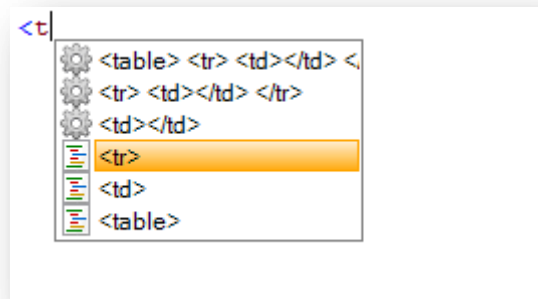 <t
<table> <tr> <td></td> <
<tr> <td></td> </tr>
<td></td>
<tr>
<td>
<table>